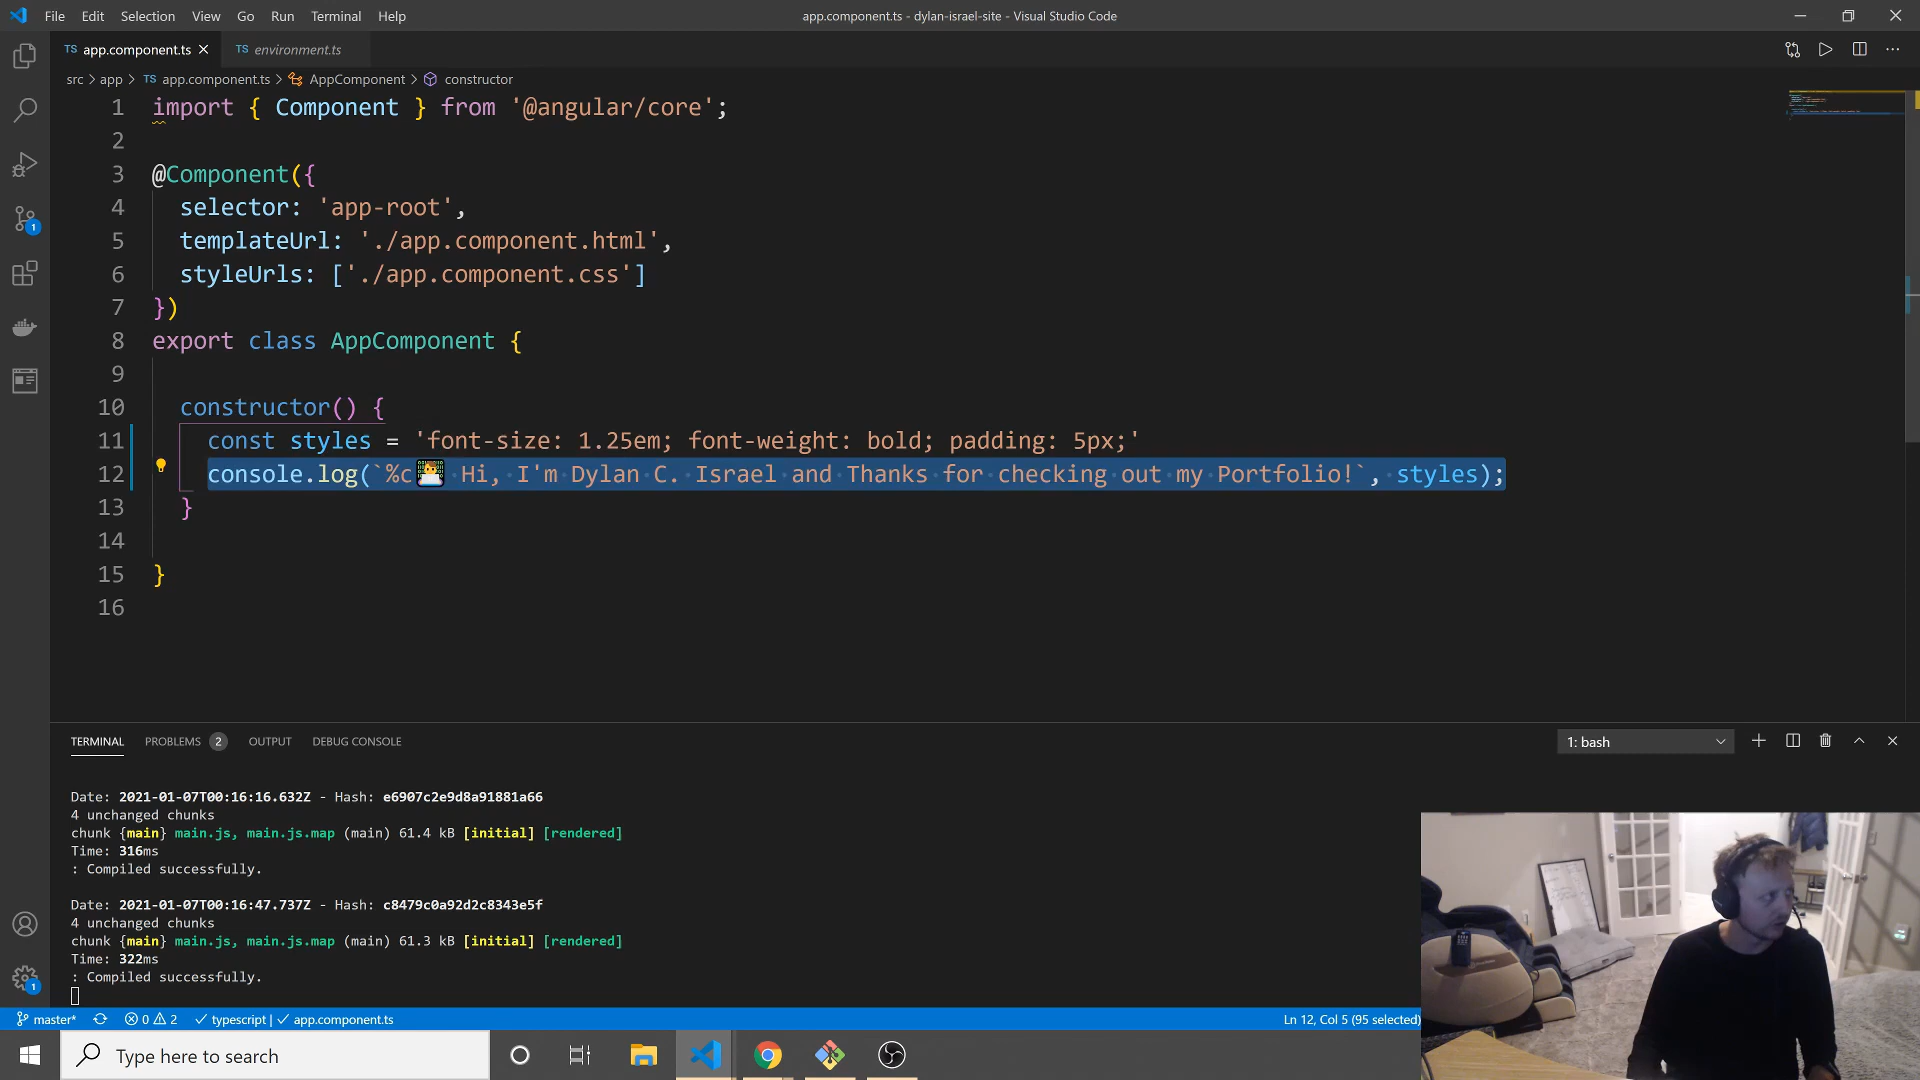 File Edit Selection View Go Run Terminal Help
app.component.ts - dylan-israel-site - Visual Studio Code
TS app.component.ts
TS environment.ts
src > app > TS app.component.ts > AppComponent > constructor
1 import { Component } from '@angular/core';
2
3 @Component({
4 selector: 'app-root',
5 templateUrl: './app.component.html',
6 styleUrls: ['./app.component.css']
7 })
8 export class AppComponent {
9
10 constructor() {
11 const styles = 'font-size: 1.25em; font-weight: bold; padding: 5px;'
12 console.log(`%c👨‍💻 Hi, I'm Dylan C. Israel and Thanks for checking out my Portfolio!`, styles);
13 }
14
15 }
16
TERMINAL PROBLEMS 2 OUTPUT DEBUG CONSOLE
1: bash
Date: 2021-01-07T00:16:16.632Z - Hash: e6907c2e9d8a91881a66
4 unchanged chunks
chunk {main} main.js, main.js.map (main) 61.4 kB [initial] [rendered]
Time: 316ms
: Compiled successfully.
Date: 2021-01-07T00:16:47.737Z - Hash: c8479c0a92d2c8343e5f
4 unchanged chunks
chunk {main} main.js, main.js.map (main) 61.3 kB [initial] [rendered]
Time: 322ms
: Compiled successfully.
1
1
master* 0 2 typescript | app.component.ts
Ln 12, Col 5 (95 selected)
Type here to search